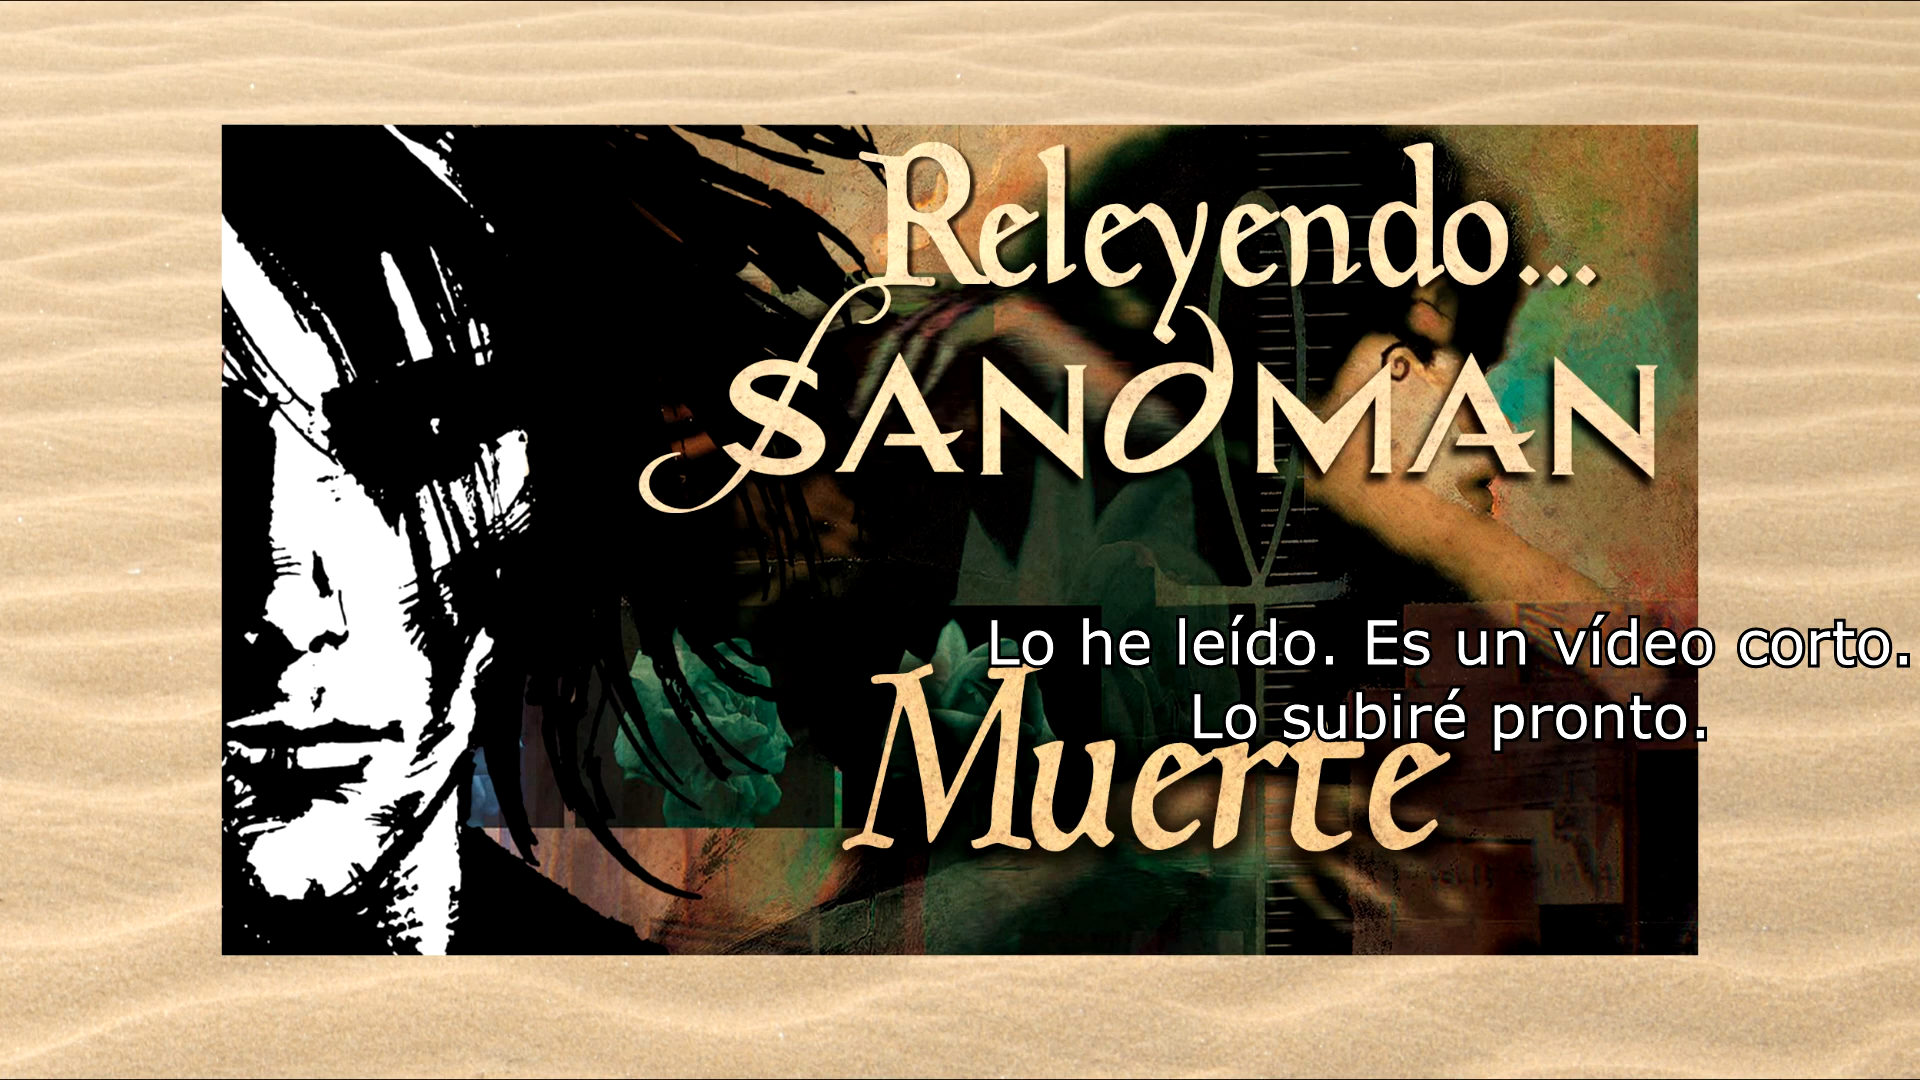 Releyendo...
SANDMAN
Lo he leído. Es un vídeo corto.
Lo subiré pronto.
Muerte